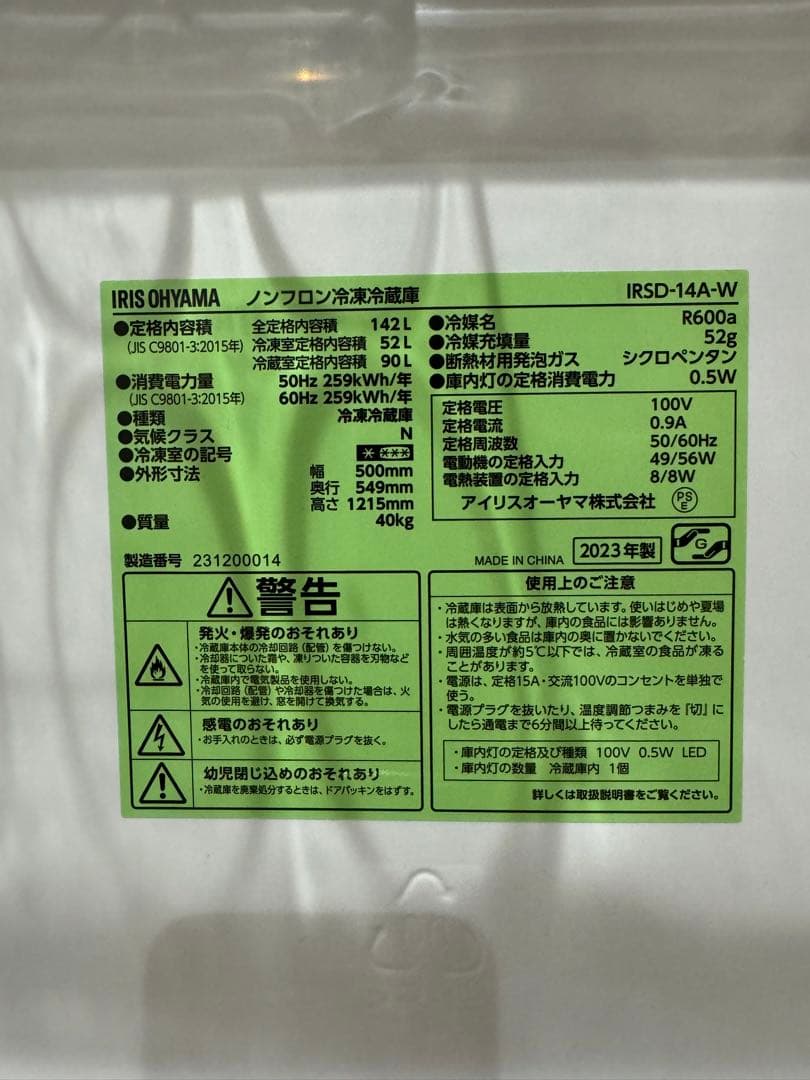 IRIS OHYAMA ノンフロン冷凍冷蔵庫 IRSD-14A-W
●定格内容積 全定格内容積 142L
(JIS C9801-3:2015年) 冷凍室定格内容積 52L
冷蔵室定格内容積 90L
●消費電力量 50Hz 259kWh/年
(JIS C9801-3:2015年) 60Hz 259kWh/年
●種類 冷凍冷蔵庫
●気候クラス N
●冷凍室の記号 * ***
●外形寸法 幅 500mm
奥行 549mm
高さ 1215mm
●質量 40kg
製造番号 231200014
●冷媒名 R600a
●冷媒充填量 52g
●断熱材用発泡ガス シクロペンタン
●庫内灯の定格消費電力 0.5W
定格電圧 100V
定格電流 0.9A
定格周波数 50/60Hz
電動機の定格入力 49/56W
電熱装置の定格入力 8/8W
アイリスオーヤマ株式会社 PSE
MADE IN CHINA 2023年製 G
警告
発火・爆発のおそれあり
・冷蔵庫本体の冷却回路(配管)を傷つけない。
・冷却器についた霜や、凍りついた容器を刃物など
を使って取らない。
・冷蔵庫内で電気製品を使用しない。
・冷却回路(配管)や冷却器を傷つけた場合は、火
気の使用を避け、窓を開けて換気する。
感電のおそれあり
・お手入れのときは、必ず電源プラグを抜く。
幼児閉じ込めのおそれあり
・冷蔵庫を廃棄処分するときは、ドアパッキンをはずす。
使用上のご注意
・冷蔵庫は表面から放熱しています。使いはじめや夏場
は熱くなりますが、庫内の食品には影響ありません。
・水気の多い食品は庫内の奥に置かないでください。
・周囲温度が約5℃以下では、冷蔵室の食品が凍る
ことがあります。
・電源は、定格15A・交流100Vのコンセントを単独で
使う。
・電源プラグを抜いたり、温度調節つまみを「切」に
したら通電まで6分間以上待ってください。
・庫内灯の定格及び種類 100V 0.5W LED
・庫内灯の数量 冷蔵庫内 1個
詳しくは取扱説明書をご覧ください。